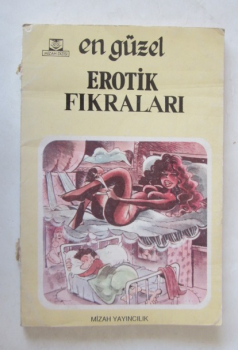 en güzel
EROTİK
FIKRALARI
MİZAH YAYINCILIK